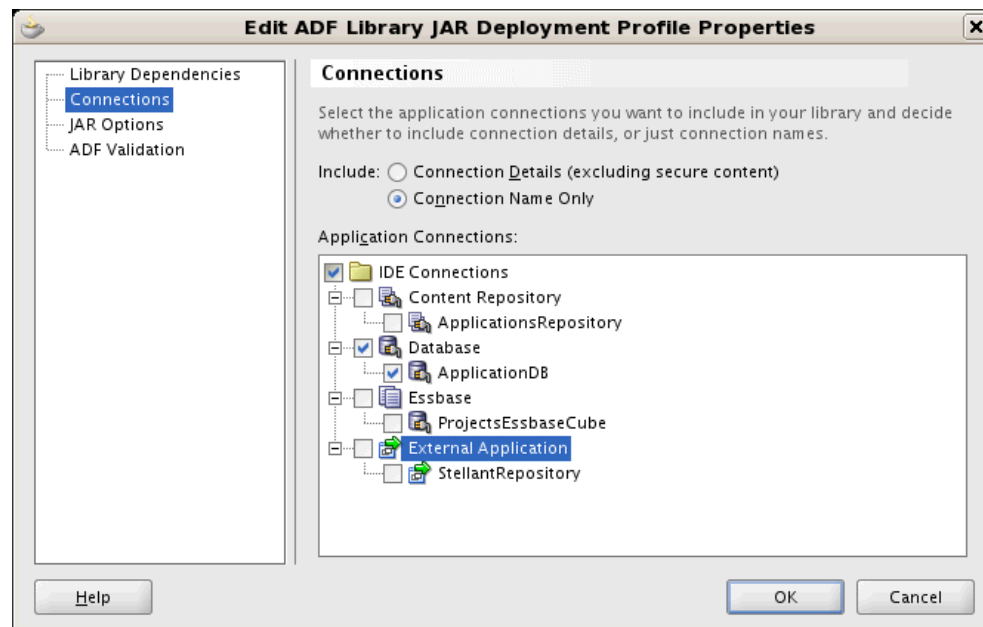 Edit ADF Library JAR Deployment Profile Properties
Library Dependencies
Connections
JAR Options
ADF Validation
Connections
Select the application connections you want to include in your library and decide
whether to include connection details, or just connection names.
Include: Connection Details (excluding secure content)
Connection Name Only
Application Connections:
IDE Connections
Content Repository
ApplicationsRepository
Database
ApplicationDB
Essbase
ProjectsEssbaseCube
External Application
StellantRepository
Help
OK
Cancel